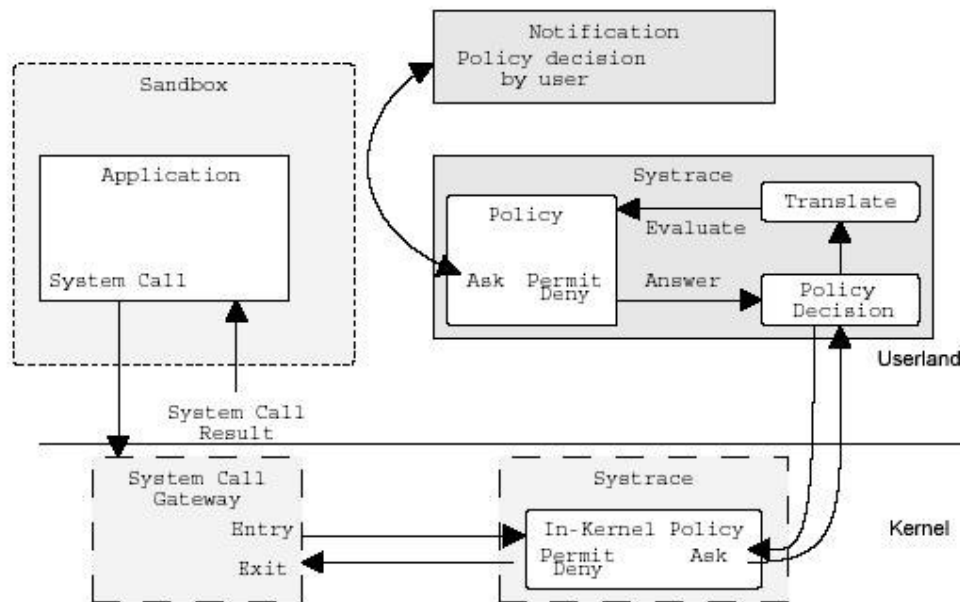 Notification
Policy decision
by user
Sandbox
Application
System Call
Systrace
Translate
Policy
Evaluate
Ask Permit
Deny
Answer
Policy
Decision
Userland
System Call
Result
System Call
Gateway
Entry
Exit
Systrace
In-Kernel Policy
Permit
Deny
Ask
Kernel